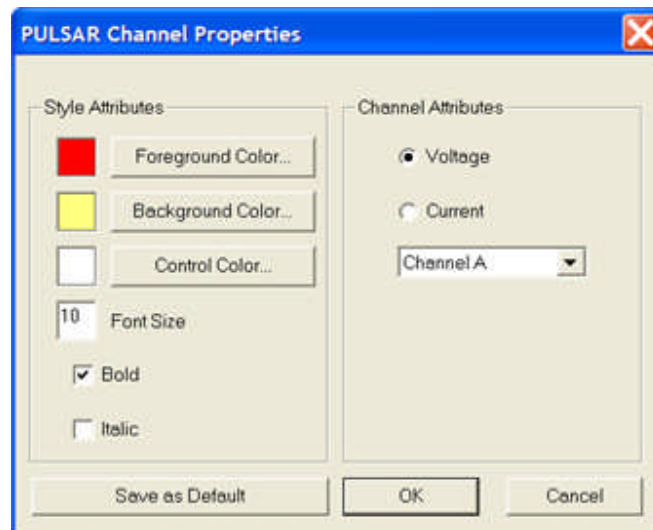 PULSAR Channel Properties
Style Attributes
Foreground Color...
Background Color...
Control Color...
10 Font Size
Bold
Italic
Channel Attributes
Voltage
Current
Channel A
Save as Default
OK
Cancel